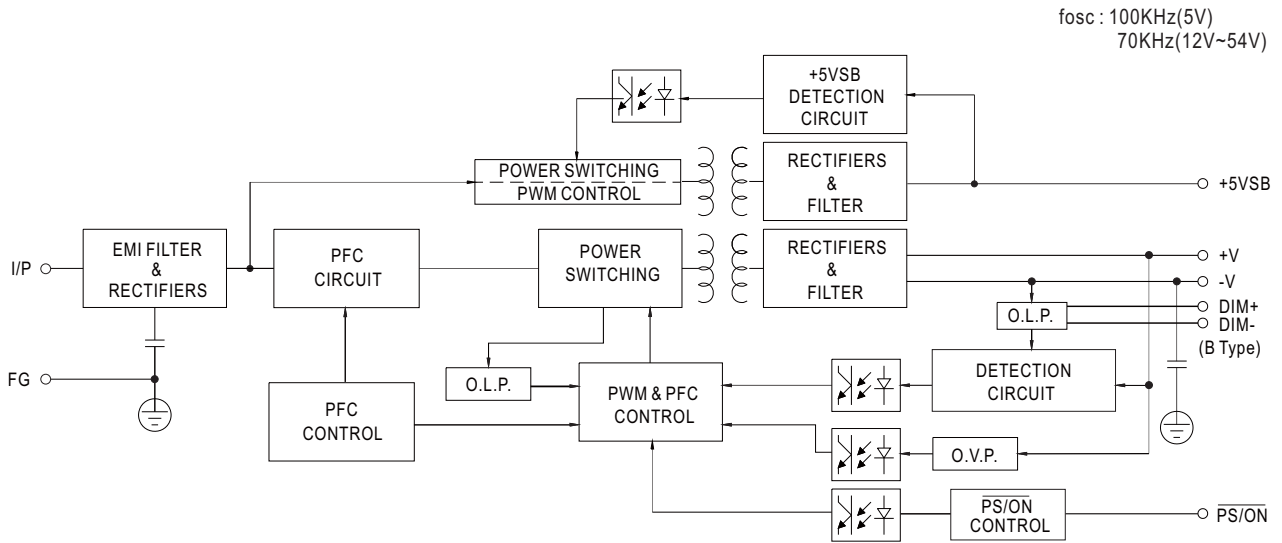 fosc : 100KHz(5V)
70KHz(12V~54V)
+5VSB
DETECTION
CIRCUIT
POWER SWITCHING
PWM CONTROL
RECTIFIERS
&
FILTER
+5VSB
I/P
EMI FILTER
&
RECTIFIERS
PFC
CIRCUIT
POWER
SWITCHING
RECTIFIERS
&
FILTER
+V
-V
O.L.P.
DIM+
DIM-
(B Type)
FG
PFC
CONTROL
O.L.P.
PWM & PFC
CONTROL
DETECTION
CIRCUIT
O.V.P.
PS/ON
CONTROL
PS/ON